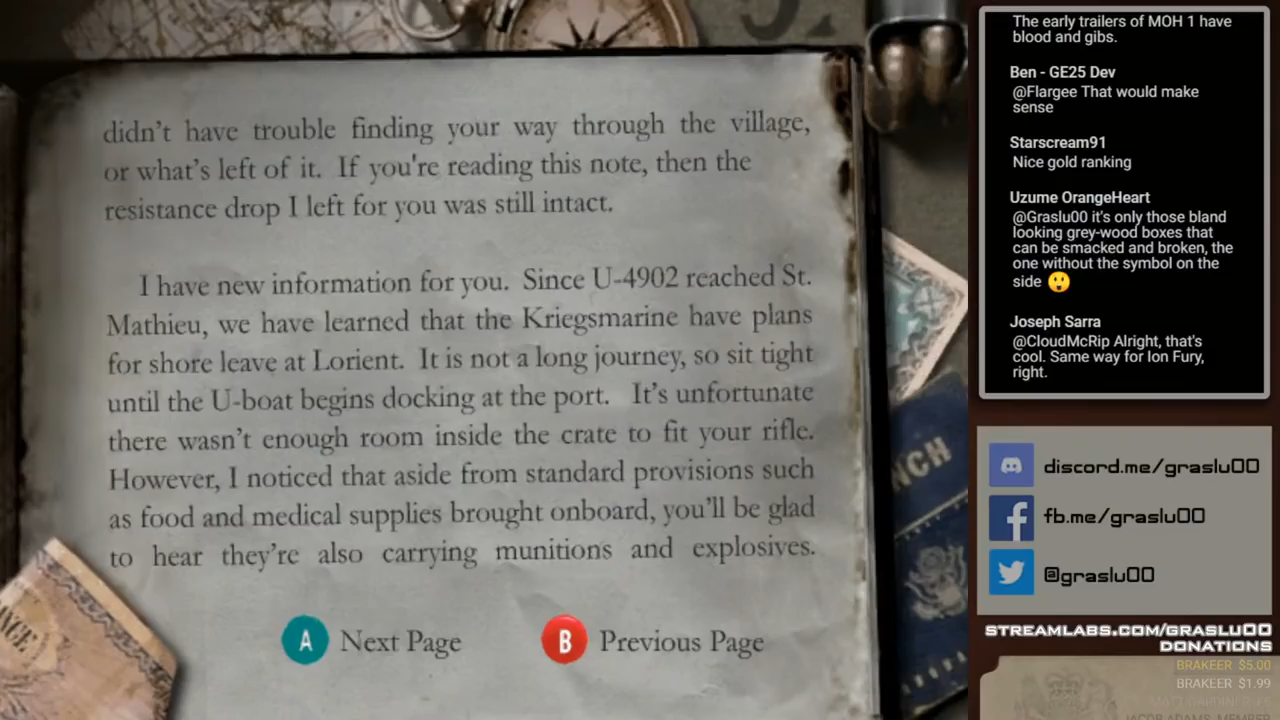 didn't have trouble finding your way through the village,
or what's left of it. If you're reading this note, then the
resistance drop I left for you was still intact.
I have new information for you. Since U-4902 reached St.
Mathieu, we have learned that the Kriegsmarine have plans
for shore leave at Lorient. It is not a long journey, so sit tight
until the U-boat begins docking at the port. It's unfortunate
there wasn't enough room inside the crate to fit your rifle.
However, I noticed that aside from standard provisions such
as food and medical supplies brought onboard, you'll be glad
to hear they're also carrying munitions and explosives.
A Next Page B Previous Page
The early trailers of MOH 1 have
blood and gibs.
Ben - GE25 Dev
@Flargee That would make
sense
Starscream91
Nice gold ranking
Uzume OrangeHeart
@Graslu00 it's only those bland
looking grey-wood boxes that
can be smacked and broken, the
one without the symbol on the
side 😲
Joseph Sarra
@CloudMcRip Alright, that's
cool. Same way for Ion Fury,
right.
discord.me/graslu00
fb.me/graslu00
@graslu00
STREAMLABS.COM/GRASLU00
DONATIONS
BRAKEER $5.00
BRAKEER $1.99